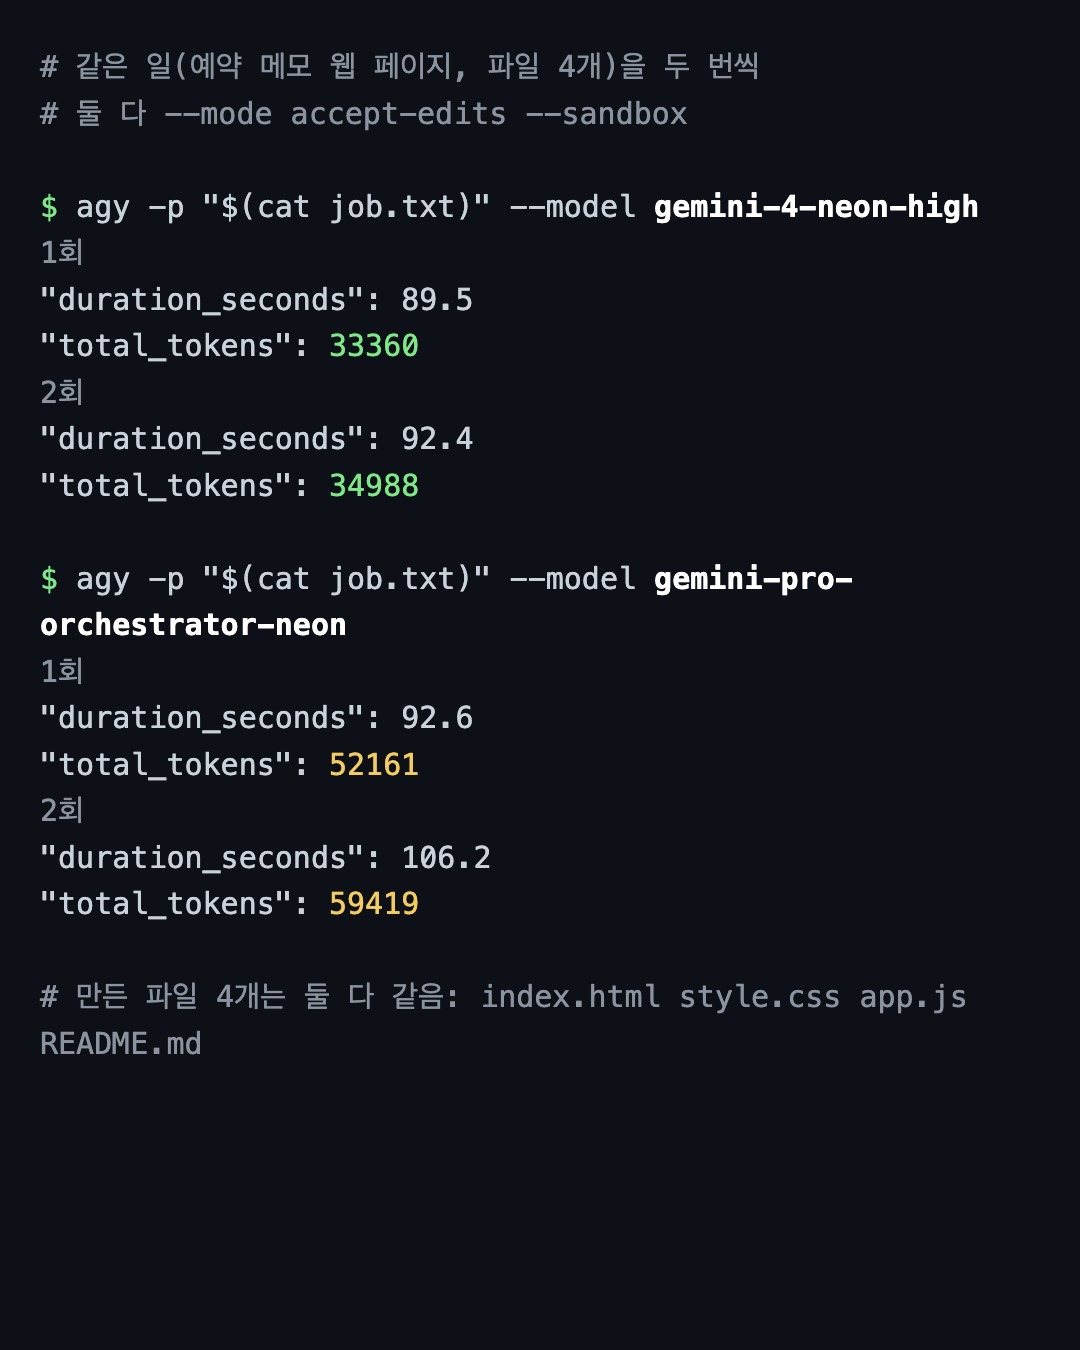 # 같은 일(예약 메모 웹 페이지, 파일 4개)을 두 번씩
# 둘 다 --mode accept-edits --sandbox
$ agy -p "$(cat job.txt)" --model gemini-4-neon-high
1회
"duration_seconds": 89.5
"total_tokens": 33360
2회
"duration_seconds": 92.4
"total_tokens": 34988
$ agy -p "$(cat job.txt)" --model gemini-pro-
orchestrator-neon
1회
"duration_seconds": 92.6
"total_tokens": 52161
2회
"duration_seconds": 106.2
"total_tokens": 59419
# 만든 파일 4개는 둘 다 같음: index.html style.css app.js
README.md